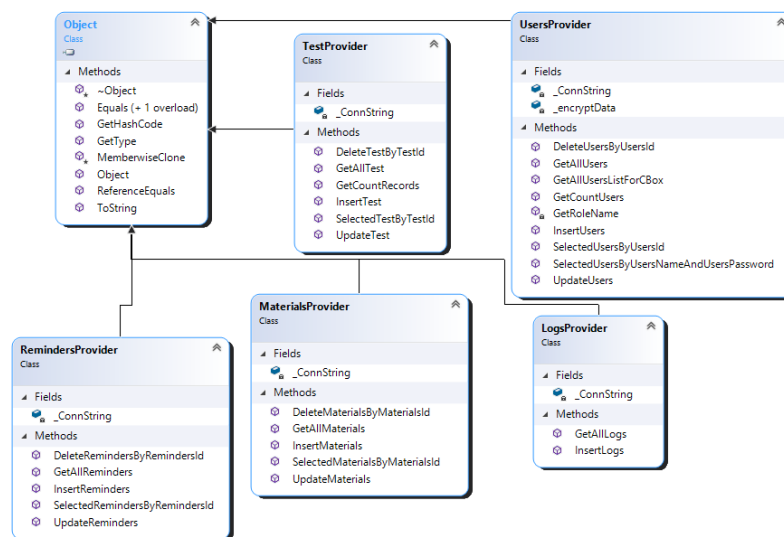 Object
Class
Methods
~Object
Equals (+ 1 overload)
GetHashCode
GetType
MemberwiseClone
Object
ReferenceEquals
ToString
TestProvider
Class
Fields
_ConnString
Methods
DeleteTestByTestId
GetAllTest
GetCountRecords
InsertTest
SelectedTestByTestId
UpdateTest
UsersProvider
Class
Fields
_ConnString
_encryptData
Methods
DeleteUsersByUsersId
GetAllUsers
GetAllUsersListForCBox
GetCountUsers
GetRoleName
InsertUsers
SelectedUsersByUsersId
SelectedUsersByUsersNameAndUsersPassword
UpdateUsers
RemindersProvider
Class
Fields
_ConnString
Methods
DeleteRemindersByRemindersId
GetAllReminders
InsertReminders
SelectedRemindersByRemindersId
UpdateReminders
MaterialsProvider
Class
Fields
_ConnString
Methods
DeleteMaterialsByMaterialsId
GetAllMaterials
InsertMaterials
SelectedMaterialsByMaterialsId
UpdateMaterials
LogsProvider
Class
Fields
_ConnString
Methods
GetAllLogs
InsertLogs